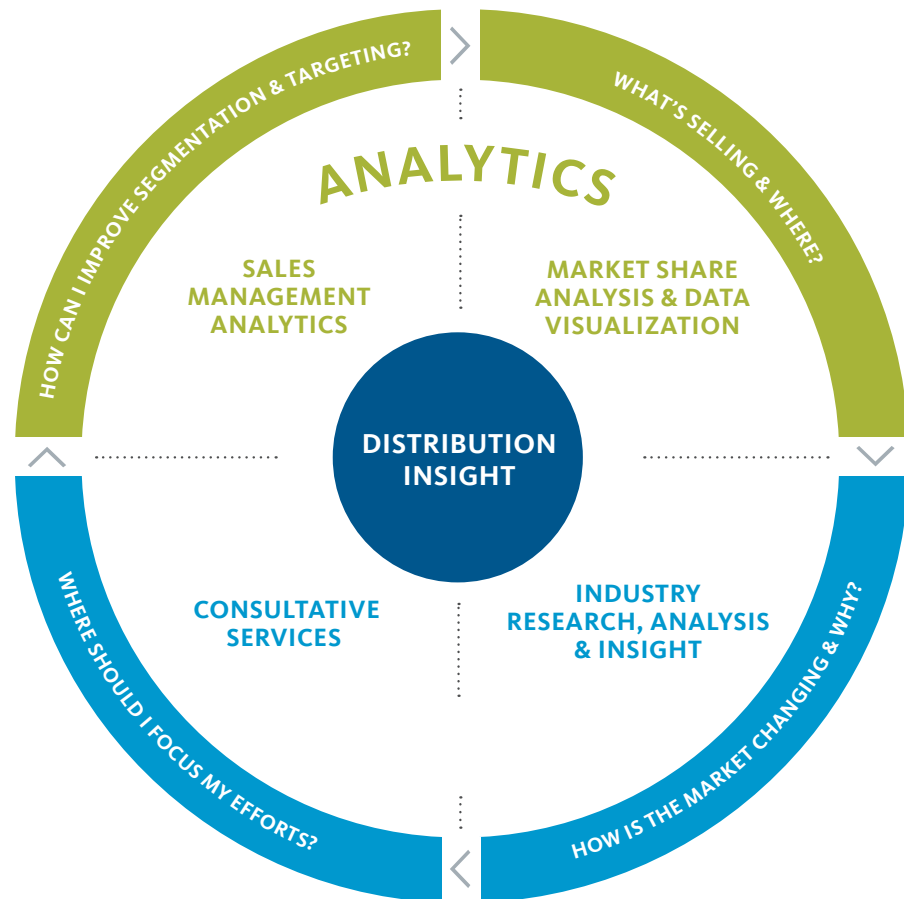 HOW CAN I IMPROVE SEGMENTATION & TARGETING?
WHAT'S SELLING & WHERE?
ANALYTICS
SALES
MANAGEMENT
ANALYTICS
MARKET SHARE
ANALYSIS & DATA
VISUALIZATION
DISTRIBUTION
INSIGHT
CONSULTATIVE
SERVICES
INDUSTRY
RESEARCH, ANALYSIS
& INSIGHT
WHERE SHOULD I FOCUS MY EFFORTS?
HOW IS THE MARKET CHANGING & WHY?